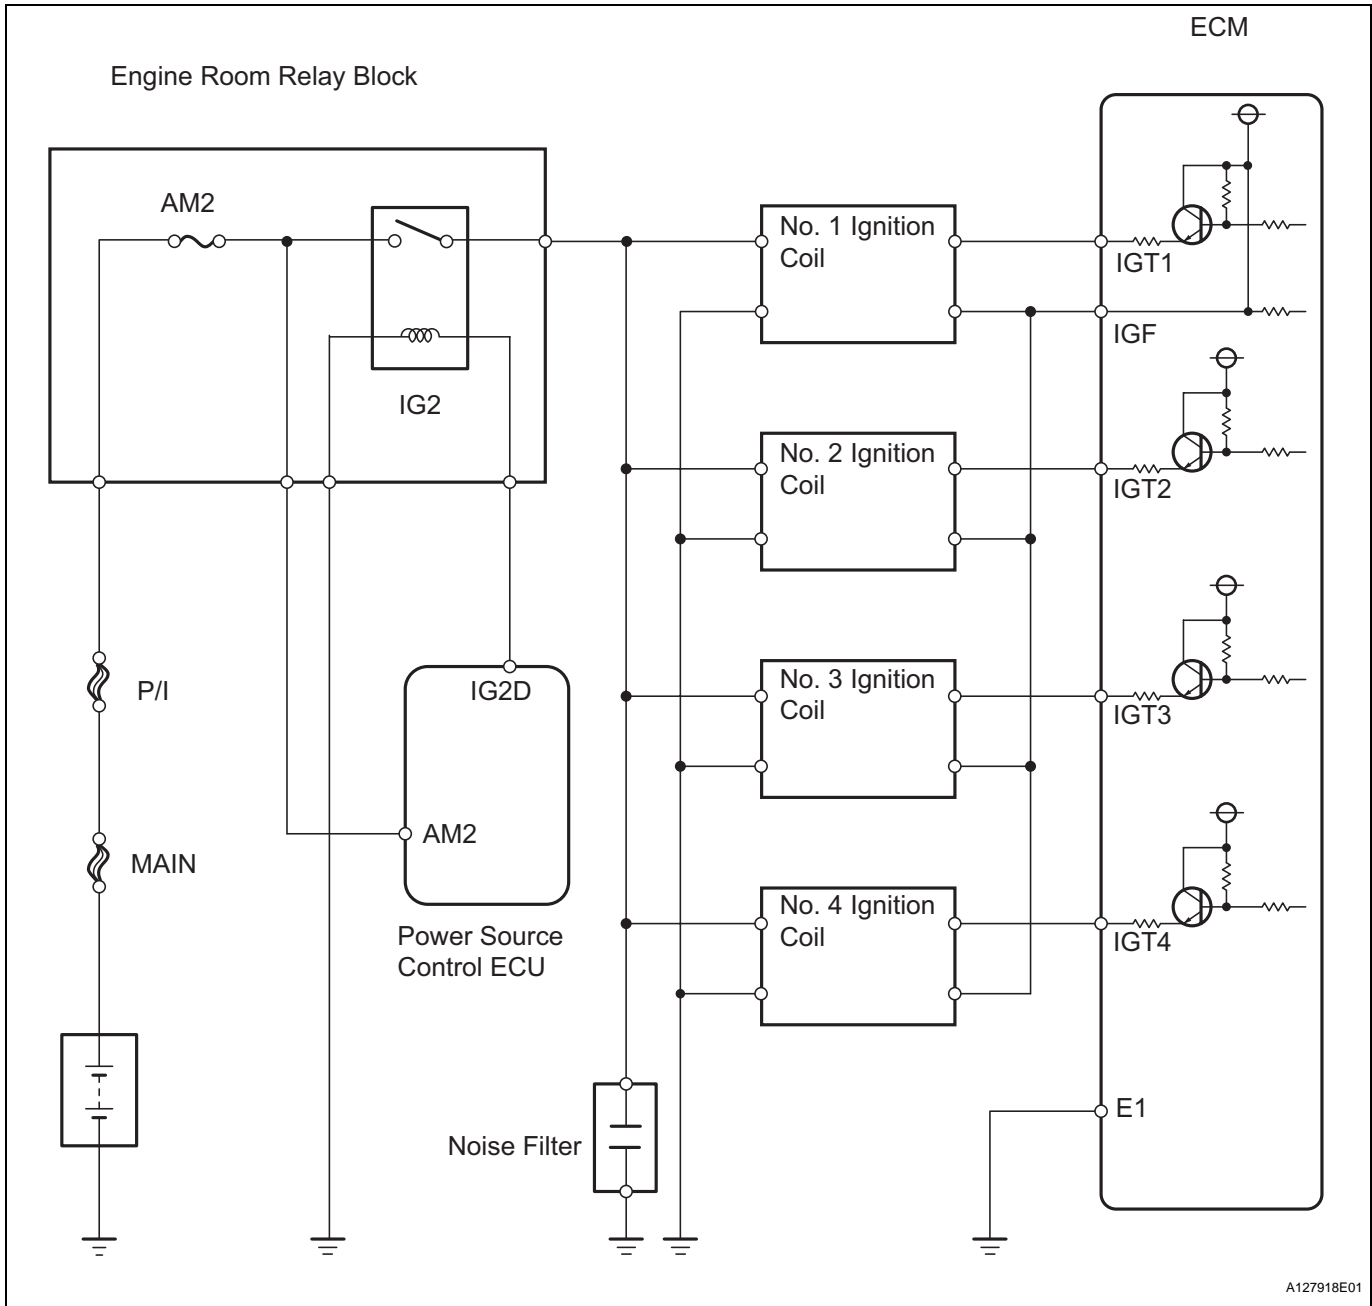 ECM
Engine Room Relay Block
AM2
No. 1 Ignition
Coil
IGT1
IGF
IG2
No. 2 Ignition
Coil
IGT2
P/I
IG2D
No. 3 Ignition
Coil
IGT3
MAIN
AM2
Power Source
Control ECU
No. 4 Ignition
Coil
IGT4
Noise Filter
E1
A127918E01